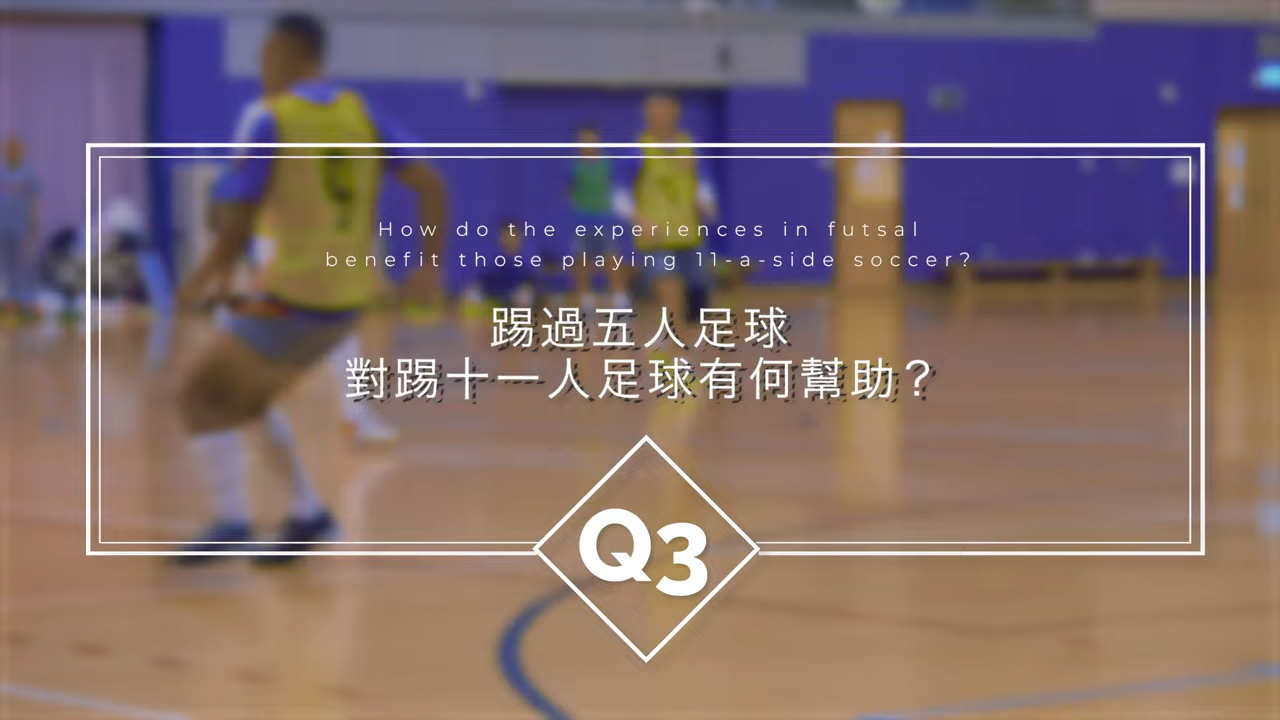 How do the experiences in futsal
benefit those playing 11-a-side soccer?
踢過五人足球
對踢十一人足球有何幫助？
Q3